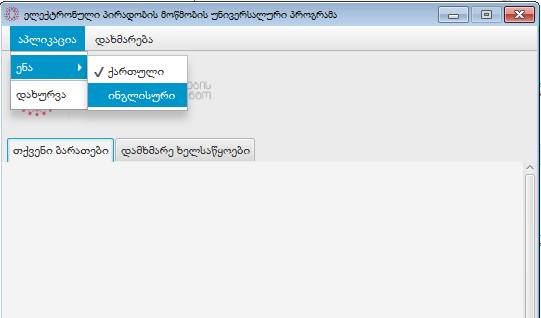 ელექტრონული პირადობის მოწმობის უნივერსალური პროგრამა
აპლიკაცია დახმარება
ენა
ქართული
დახურვა
ინგლისური
თქვენი ბარათები დამხმარე ხელსაწყოები